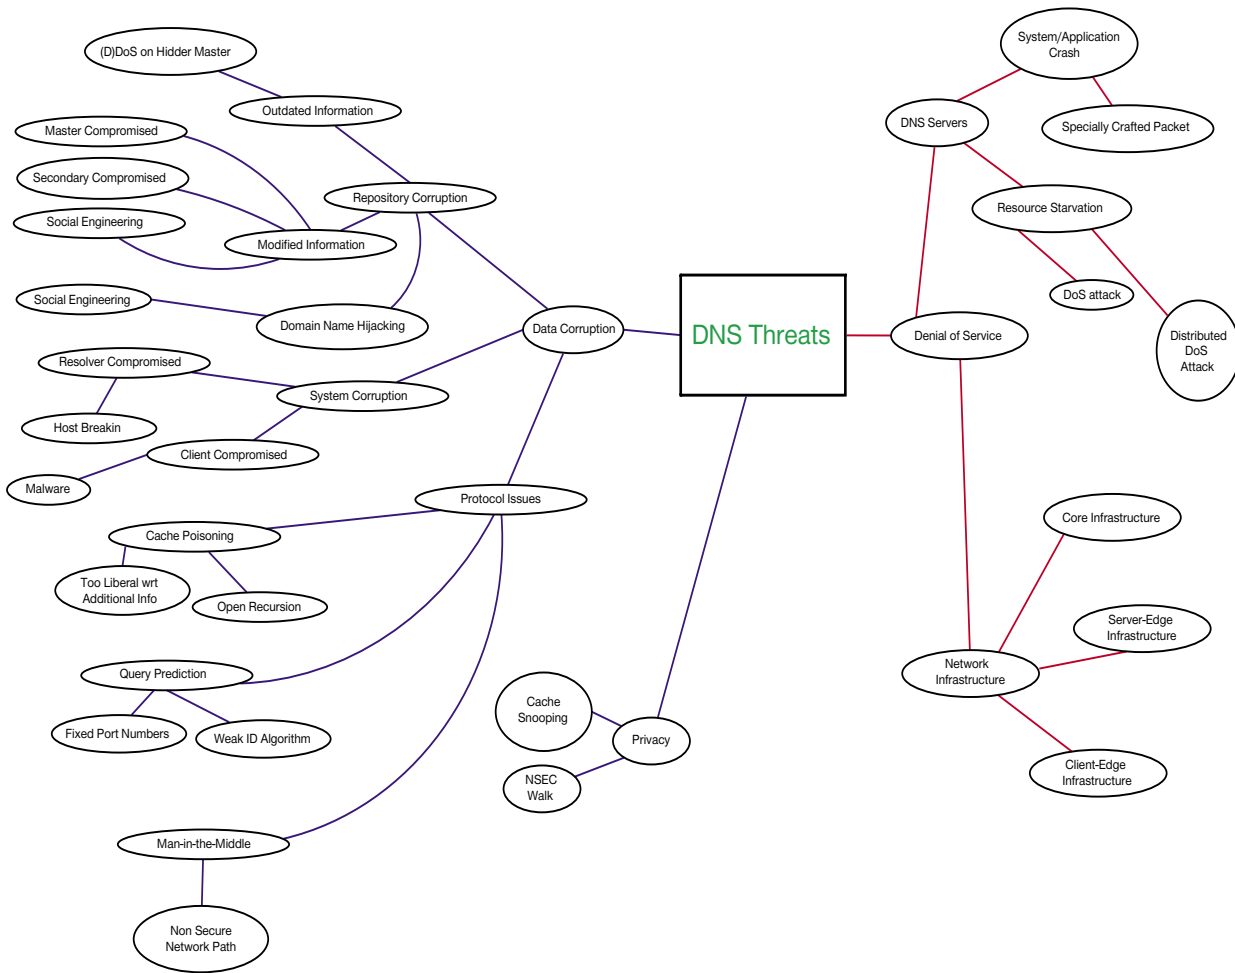 (D)DoS on Hidder Master
Outdated Information
Master Compromised
Secondary Compromised
Social Engineering
Repository Corruption
Modified Information
Social Engineering
Domain Name Hijacking
Data Corruption
DNS Threats
Resolver Compromised
System Corruption
Host Breakin
Client Compromised
Malware
Protocol Issues
Cache Poisoning
Too Liberal wrt
Additional Info
Open Recursion
Query Prediction
Fixed Port Numbers
Weak ID Algorithm
Man-in-the-Middle
Non Secure
Network Path
Cache
Snooping
Privacy
NSEC
Walk
System/Application
Crash
DNS Servers
Specially Crafted Packet
Resource Starvation
DoS attack
Distributed
DoS
Attack
Denial of Service
Core Infrastructure
Server-Edge
Infrastructure
Network
Infrastructure
Client-Edge
Infrastructure